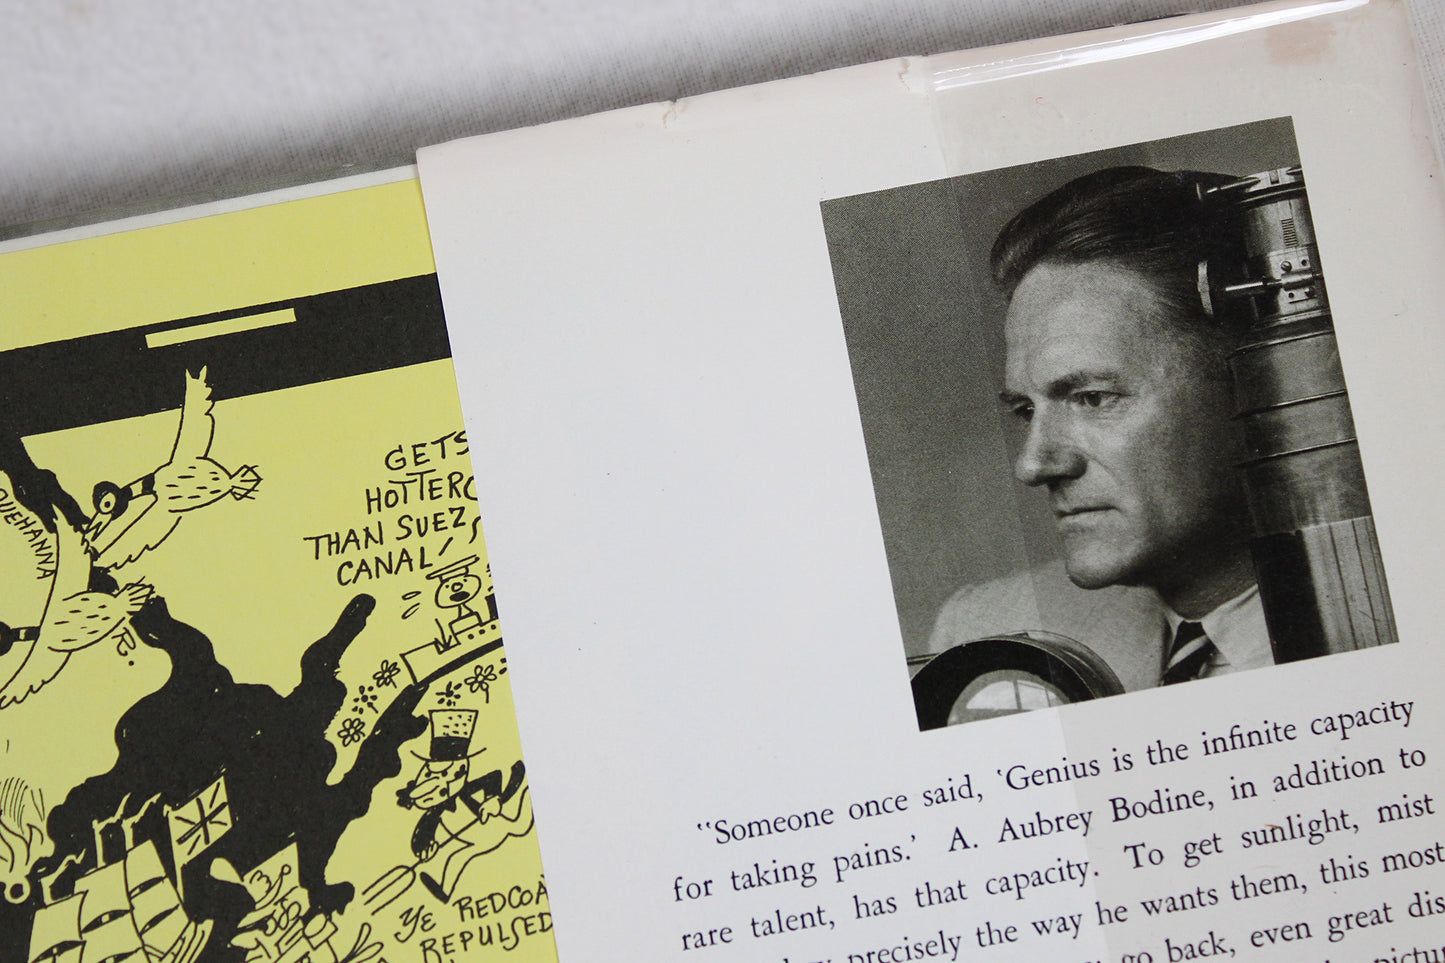 QUEHANNA
GETS
HOTTER
THAN SUEZ
CANAL!
R.
YE REDCOA
REPULSED
"Someone once said, 'Genius is the infinite capacity
for taking pains.' A. Aubrey Bodine, in addition to
rare talent, has that capacity. To get sunlight, mist
precisely the way he wants them, this most
go back, even great dis
pictur